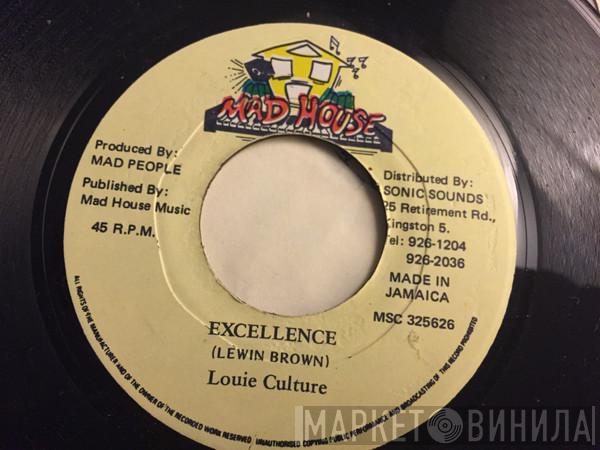 MAD HOUSE
Produced By:
MAD PEOPLE
Published By:
Mad House Music
45 R.P.M.
Distributed By:
SONIC SOUNDS
25 Retirement Rd.,
Kingston 5.
Tel: 926-1204
926-2036
MADE IN
JAMAICA
MSC 325626
EXCELLENCE
(LEWIN BROWN)
Louie Culture
ALL RIGHTS OF THE MANUFACTURER AND OF THE OWNER OF THE RECORDED WORK RESERVED UNAUTHORISED COPYING PUBLIC PERFORMANCE AND BROADCASTING OF THIS RECORD PROHIBITED
МАРКЕТ ВИНИЛА